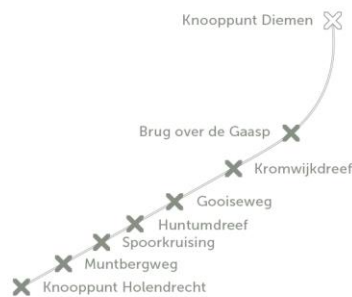 Knooppunt Diemen
Brug over de Gaasp
Kromwijkdreef
Gooiseweg
Huntumdreef
Spoorkruising
Muntbergweg
Knooppunt Holendrecht